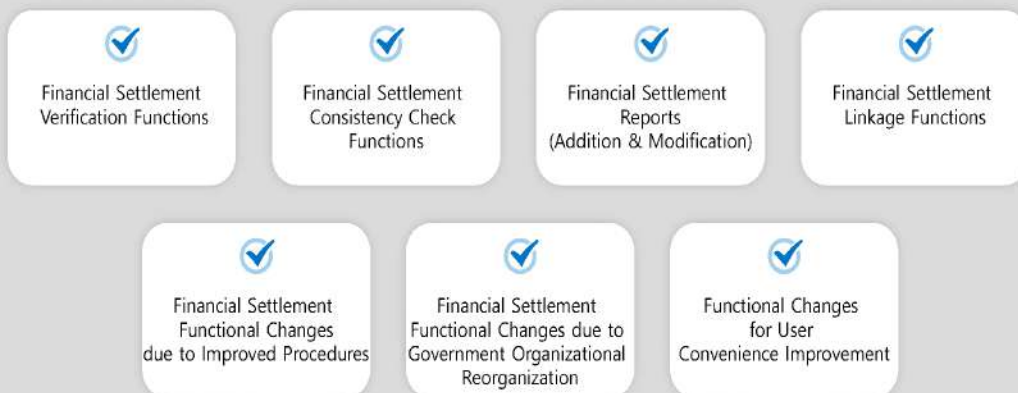 Financial Settlement
Verification Functions
Financial Settlement
Consistency Check
Functions
Financial Settlement
Reports
(Addition & Modification)
Financial Settlement
Linkage Functions
Financial Settlement
Functional Changes
due to Improved Procedures
Financial Settlement
Functional Changes due to
Government Organizational
Reorganization
Functional Changes
for User
Convenience Improvement